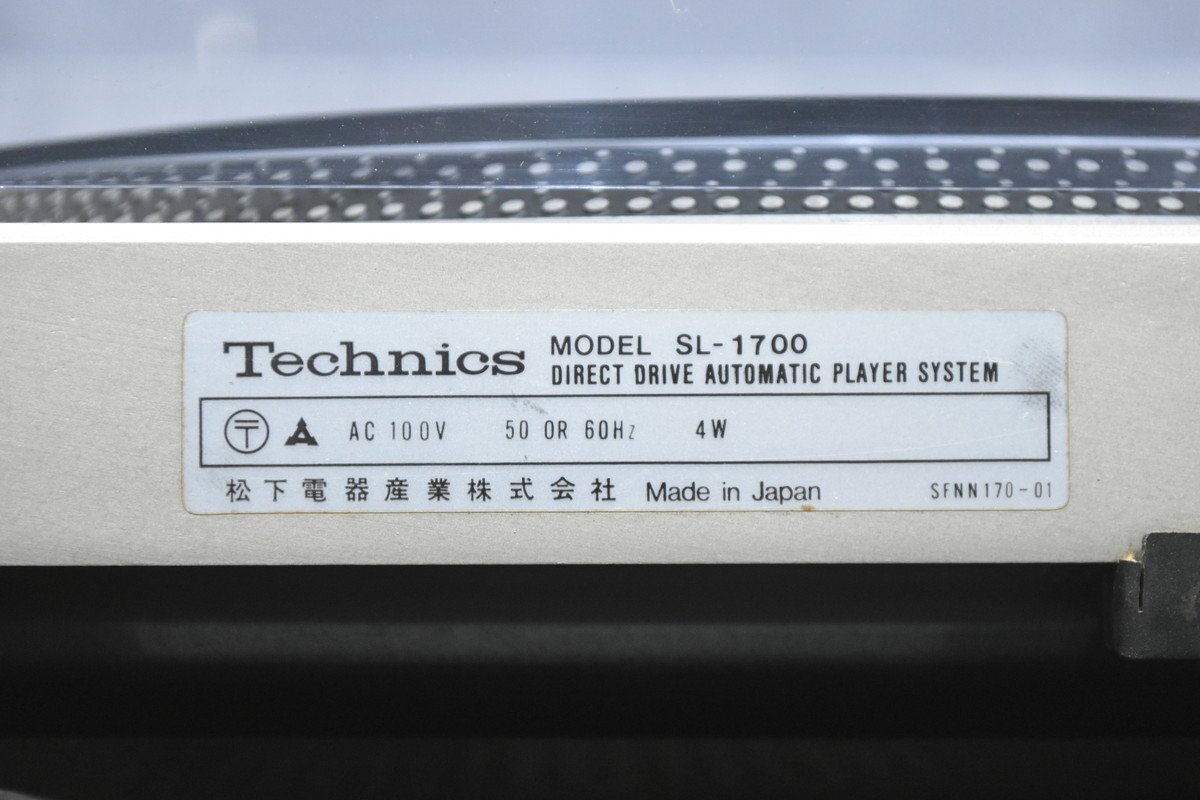 Technics MODEL SL-1700
DIRECT DRIVE AUTOMATIC PLAYER SYSTEM
〒 AC 100V 50 OR 60Hz 4W
松下電器産業株式会社 Made in Japan SFNN170-01